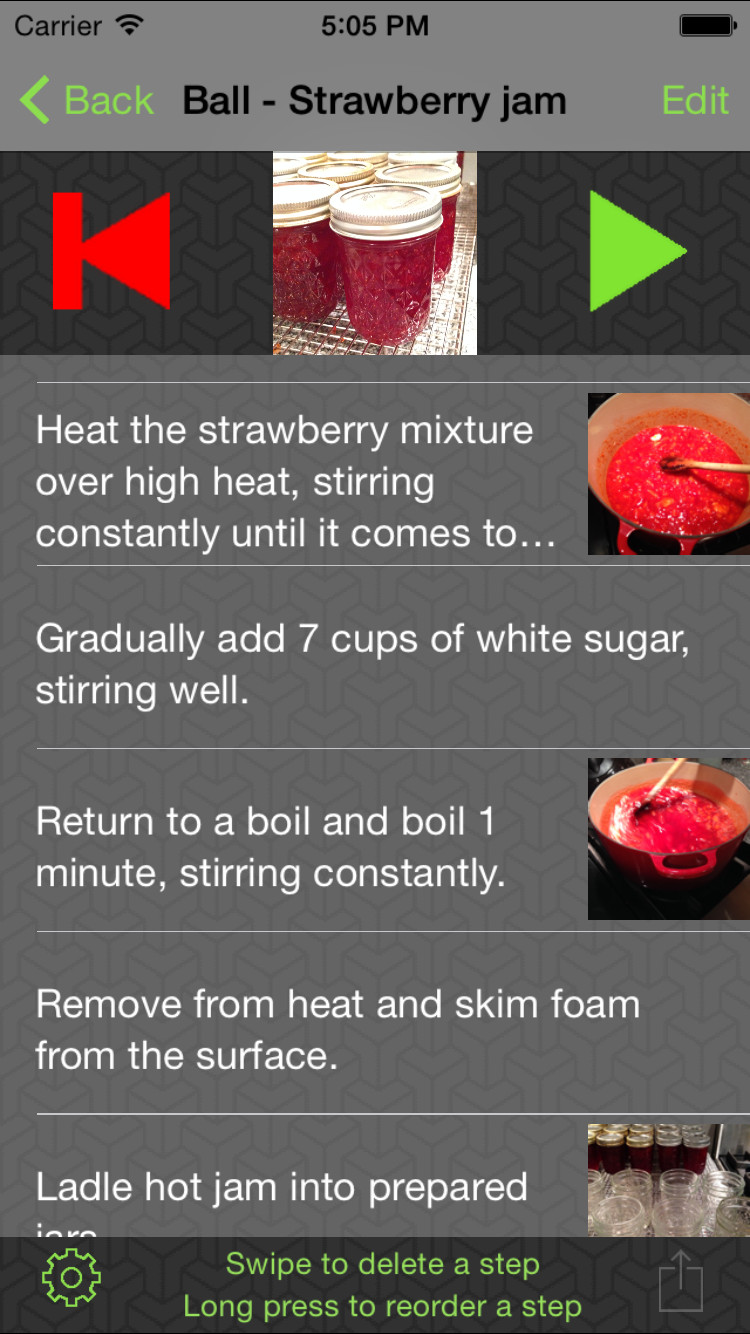 Carrier 5:05 PM
Back Ball - Strawberry jam Edit
Heat the strawberry mixture
over high heat, stirring
constantly until it comes to…
Gradually add 7 cups of white sugar,
stirring well.
Return to a boil and boil 1
minute, stirring constantly.
Remove from heat and skim foam
from the surface.
Ladle hot jam into prepared
jars.
Swipe to delete a step
Long press to reorder a step